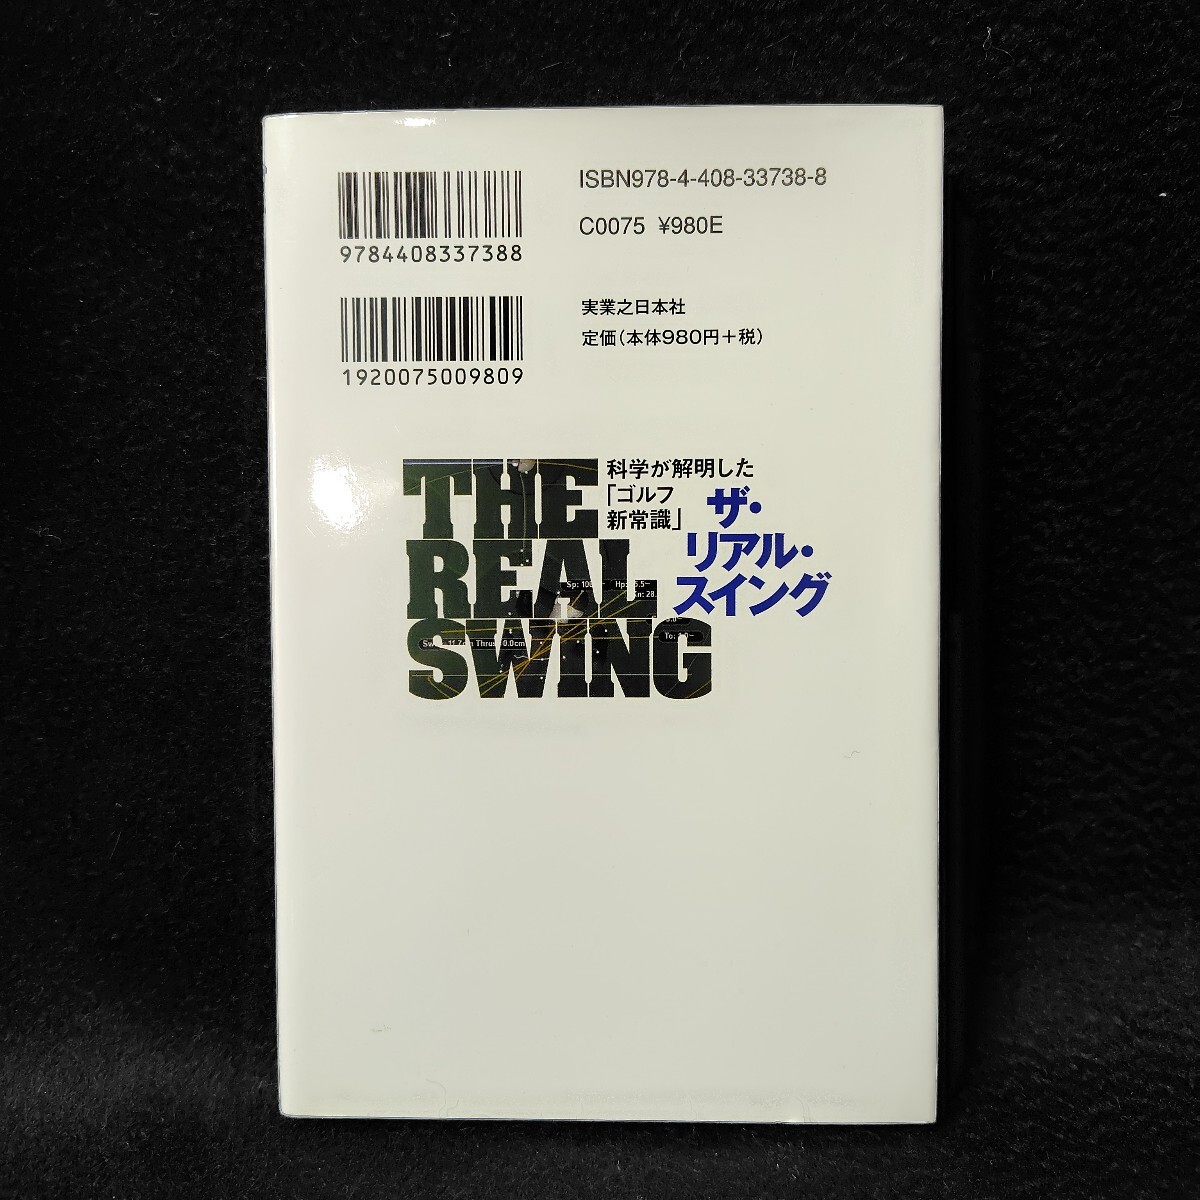 ISBN978-4-408-33738-8
C0075 ¥980E
9784408337388
実業之日本社
定価(本体980円+税)
1920075009809
科学が解明した
「ゴルフ
新常識」
ザ・
リアル・
スイング
THE
REAL
SWING